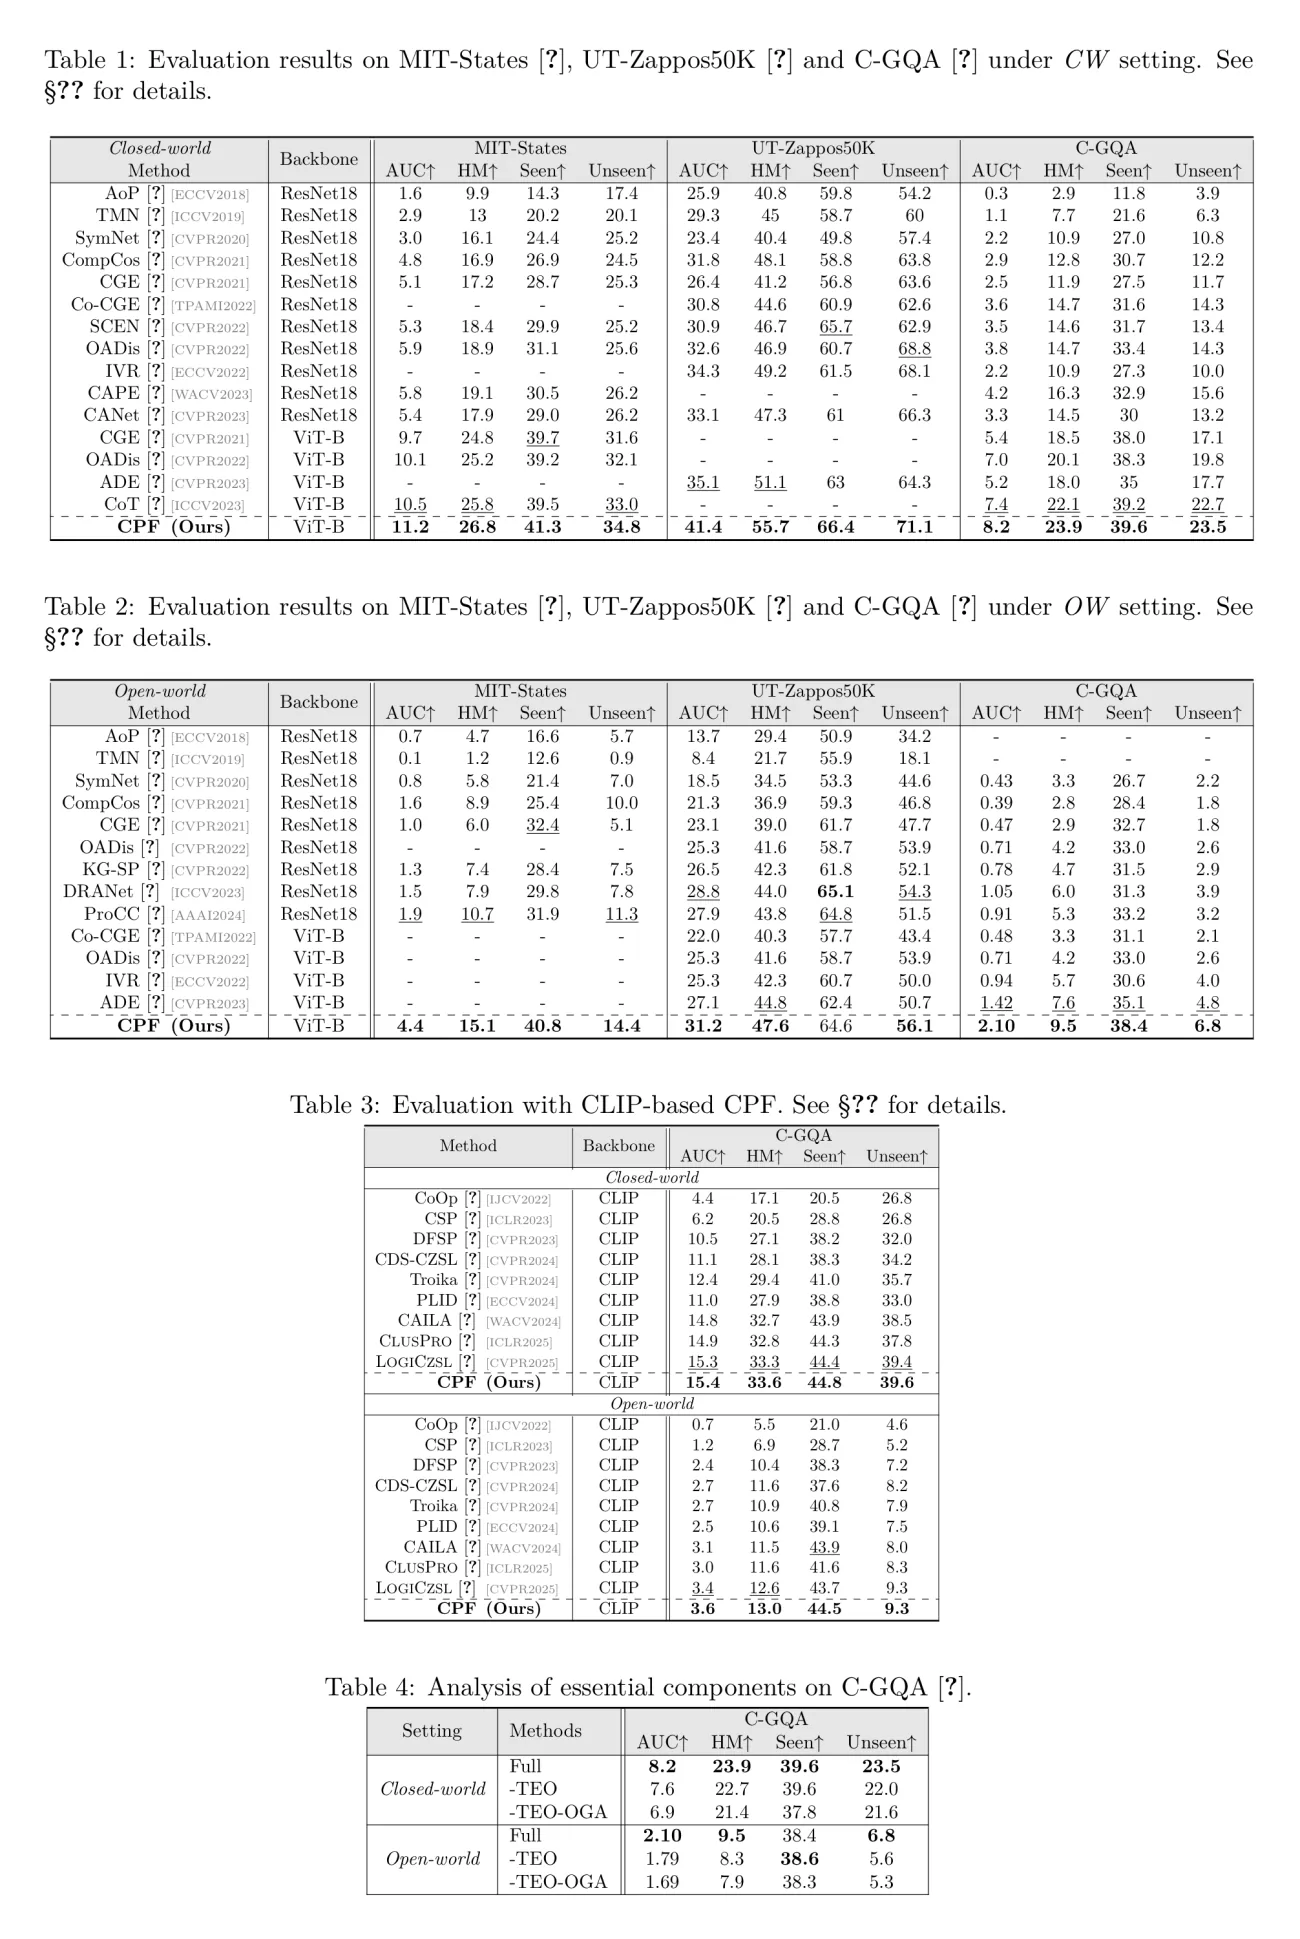 Table 1: Evaluation results on MIT-States [?], UT-Zappos50K [?] and C-GQA [?] under CW setting. See
§?? for details.
Closed-world Backbone MIT-States UT-Zappos50K C-GQA
Method AUC↑ HM↑ Seen↑ Unseen↑ AUC↑ HM↑ Seen↑ Unseen↑ AUC↑ HM↑ Seen↑ Unseen↑
AoP [?] [ECCV2018] ResNet18 1.6 9.9 14.3 17.4 25.9 40.8 59.8 54.2 0.3 2.9 11.8 3.9
TMN [?] [ICCV2019] ResNet18 2.9 13 20.2 20.1 29.3 45 58.7 60 1.1 7.7 21.6 6.3
SymNet [?] [CVPR2020] ResNet18 3.0 16.1 24.4 25.2 23.4 40.4 49.8 57.4 2.2 10.9 27.0 10.8
CompCos [?] [CVPR2021] ResNet18 4.8 16.9 26.9 24.5 31.8 48.1 58.8 63.8 2.9 12.8 30.7 12.2
CGE [?] [CVPR2021] ResNet18 5.1 17.2 28.7 25.3 26.4 41.2 56.8 63.6 2.5 11.9 27.5 11.7
Co-CGE [?] [TPAMI2022] ResNet18 - - - - 30.8 44.6 60.9 62.6 3.6 14.7 31.6 14.3
SCEN [?] [CVPR2022] ResNet18 5.3 18.4 29.9 25.2 30.9 46.7 65.7 62.9 3.5 14.6 31.7 13.4
OADis [?] [CVPR2022] ResNet18 5.9 18.9 31.1 25.6 32.6 46.9 60.7 68.8 3.8 14.7 33.4 14.3
IVR [?] [ECCV2022] ResNet18 - - - - 34.3 49.2 61.5 68.1 2.2 10.9 27.3 10.0
CAPE [?] [WACV2023] ResNet18 5.8 19.1 30.5 26.2 - - - - 4.2 16.3 32.9 15.6
CANet [?] [CVPR2023] ResNet18 5.4 17.9 29.0 26.2 33.1 47.3 61 66.3 3.3 14.5 30 13.2
CGE [?] [CVPR2021] ViT-B 9.7 24.8 39.7 31.6 - - - - 5.4 18.5 38.0 17.1
OADis [?] [CVPR2022] ViT-B 10.1 25.2 39.2 32.1 - - - - 7.0 20.1 38.3 19.8
ADE [?] [CVPR2023] ViT-B - - - - 35.1 51.1 63 64.3 5.2 18.0 35 17.7
CoT [?] [ICCV2023] ViT-B 10.5 25.8 39.5 33.0 - - - - 7.4 22.1 39.2 22.7
CPF (Ours) ViT-B 11.2 26.8 41.3 34.8 41.4 55.7 66.4 71.1 8.2 23.9 39.6 23.5
Table 2: Evaluation results on MIT-States [?], UT-Zappos50K [?] and C-GQA [?] under OW setting. See
§?? for details.
Open-world Backbone MIT-States UT-Zappos50K C-GQA
Method AUC↑ HM↑ Seen↑ Unseen↑ AUC↑ HM↑ Seen↑ Unseen↑ AUC↑ HM↑ Seen↑ Unseen↑
AoP [?] [ECCV2018] ResNet18 0.7 4.7 16.6 5.7 13.7 29.4 50.9 34.2 - - - -
TMN [?] [ICCV2019] ResNet18 0.1 1.2 12.6 0.9 8.4 21.7 55.9 18.1 - - - -
SymNet [?] [CVPR2020] ResNet18 0.8 5.8 21.4 7.0 18.5 34.5 53.3 44.6 0.43 3.3 26.7 2.2
CompCos [?] [CVPR2021] ResNet18 1.6 8.9 25.4 10.0 21.3 36.9 59.3 46.8 0.39 2.8 28.4 1.8
CGE [?] [CVPR2021] ResNet18 1.0 6.0 32.4 5.1 23.1 39.0 61.7 47.7 0.47 2.9 32.7 1.8
OADis [?] [CVPR2022] ResNet18 - - - - 25.3 41.6 58.7 53.9 0.71 4.2 33.0 2.6
KG-SP [?] [CVPR2022] ResNet18 1.3 7.4 28.4 7.5 26.5 42.3 61.8 52.1 0.78 4.7 31.5 2.9
DRANet [?] [ICCV2023] ResNet18 1.5 7.9 29.8 7.8 28.8 44.0 65.1 54.3 1.05 6.0 31.3 3.9
ProCC [?] [AAAI2024] ResNet18 1.9 10.7 31.9 11.3 27.9 43.8 64.8 51.5 0.91 5.3 33.2 3.2
Co-CGE [?] [TPAMI2022] ViT-B - - - - 22.0 40.3 57.7 43.4 0.48 3.3 31.1 2.1
OADis [?] [CVPR2022] ViT-B - - - - 25.3 41.6 58.7 53.9 0.71 4.2 33.0 2.6
IVR [?] [ECCV2022] ViT-B - - - - 25.3 42.3 60.7 50.0 0.94 5.7 30.6 4.0
ADE [?] [CVPR2023] ViT-B - - - - 27.1 44.8 62.4 50.7 1.42 7.6 35.1 4.8
CPF (Ours) ViT-B 4.4 15.1 40.8 14.4 31.2 47.6 64.6 56.1 2.10 9.5 38.4 6.8
Table 3: Evaluation with CLIP-based CPF. See §?? for details.
Method Backbone C-GQA
AUC↑ HM↑ Seen↑ Unseen↑
Closed-world
CoOp [?] [IJCV2022] CLIP 4.4 17.1 20.5 26.8
CSP [?] [ICLR2023] CLIP 6.2 20.5 28.8 26.8
DFSP [?] [CVPR2023] CLIP 10.5 27.1 38.2 32.0
CDS-CZSL [?] [CVPR2024] CLIP 11.1 28.1 38.3 34.2
Troika [?] [CVPR2024] CLIP 12.4 29.4 41.0 35.7
PLID [?] [ECCV2024] CLIP 11.0 27.9 38.8 33.0
CAILA [?] [WACV2024] CLIP 14.8 32.7 43.9 38.5
ClusPro [?] [ICLR2025] CLIP 14.9 32.8 44.3 37.8
LogiCzsl [?] [CVPR2025] CLIP 15.3 33.3 44.4 39.4
CPF (Ours) CLIP 15.4 33.6 44.8 39.6
Open-world
CoOp [?] [IJCV2022] CLIP 0.7 5.5 21.0 4.6
CSP [?] [ICLR2023] CLIP 1.2 6.9 28.7 5.2
DFSP [?] [CVPR2023] CLIP 2.4 10.4 38.3 7.2
CDS-CZSL [?] [CVPR2024] CLIP 2.7 11.6 37.6 8.2
Troika [?] [CVPR2024] CLIP 2.7 10.9 40.8 7.9
PLID [?] [ECCV2024] CLIP 2.5 10.6 39.1 7.5
CAILA [?] [WACV2024] CLIP 3.1 11.5 43.9 8.0
ClusPro [?] [ICLR2025] CLIP 3.0 11.6 41.6 8.3
LogiCzsl [?] [CVPR2025] CLIP 3.4 12.6 43.7 9.3
CPF (Ours) CLIP 3.6 13.0 44.5 9.3
Table 4: Analysis of essential components on C-GQA [?].
Setting Methods C-GQA
AUC↑ HM↑ Seen↑ Unseen↑
Full 8.2 23.9 39.6 23.5
Closed-world -TEO 7.6 22.7 39.6 22.0
-TEO-OGA 6.9 21.4 37.8 21.6
Full 2.10 9.5 38.4 6.8
Open-world -TEO 1.79 8.3 38.6 5.6
-TEO-OGA 1.69 7.9 38.3 5.3